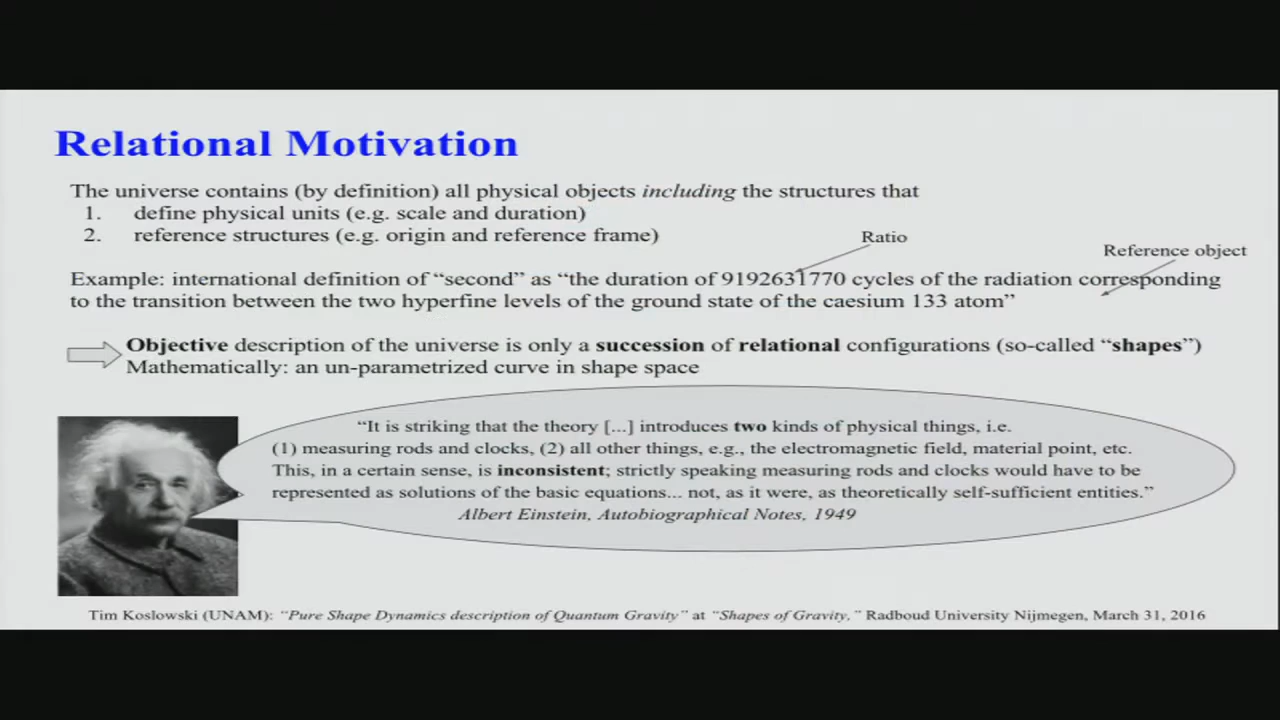 Relational Motivation
The universe contains (by definition) all physical objects including the structures that
1. define physical units (e.g. scale and duration)
2. reference structures (e.g. origin and reference frame)
Ratio
Reference object
Example: international definition of “second” as “the duration of 9192631770 cycles of the radiation corresponding
to the transition between the two hyperfine levels of the ground state of the caesium 133 atom”
Objective description of the universe is only a succession of relational configurations (so-called “shapes”)
Mathematically: an un-parametrized curve in shape space
“It is striking that the theory [...] introduces two kinds of physical things, i.e.
(1) measuring rods and clocks, (2) all other things, e.g., the electromagnetic field, material point, etc.
This, in a certain sense, is inconsistent; strictly speaking measuring rods and clocks would have to be
represented as solutions of the basic equations... not, as it were, as theoretically self-sufficient entities.”
Albert Einstein, Autobiographical Notes, 1949
Tim Koslowski (UNAM): “Pure Shape Dynamics description of Quantum Gravity” at “Shapes of Gravity,” Radboud University Nijmegen, March 31, 2016